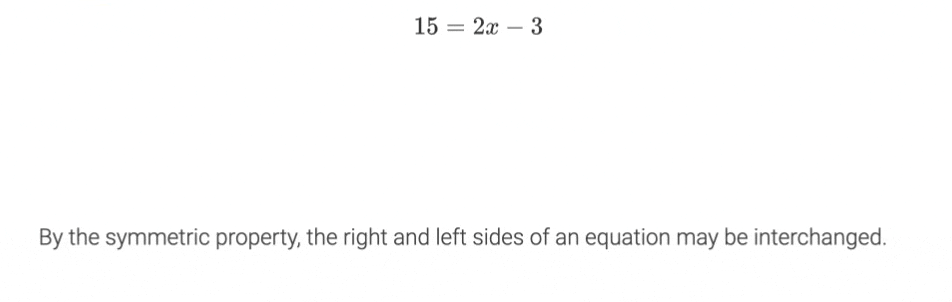 15 = 2x − 3
By the symmetric property, the right and left sides of an equation may be interchanged.